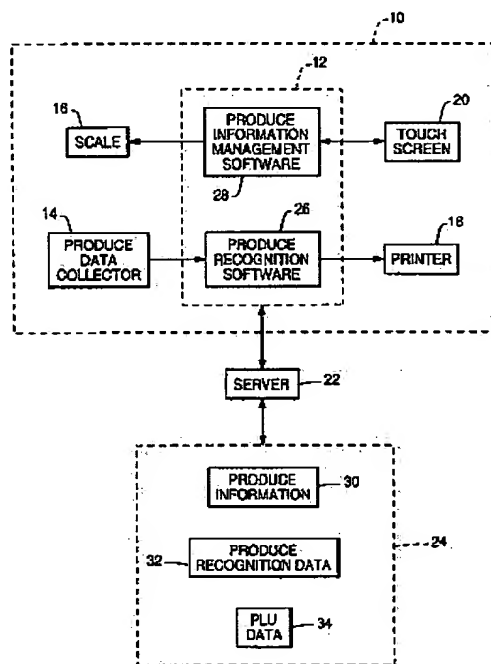 10
12
16
SCALE
PRODUCE
INFORMATION
MANAGEMENT
SOFTWARE
28
20
TOUCH
SCREEN
14
PRODUCE
DATA
COLLECTOR
26
PRODUCE
RECOGNITION
SOFTWARE
18
PRINTER
SERVER
22
PRODUCE
INFORMATION
30
24
32
PRODUCE
RECOGNITION DATA
PLU
DATA
34